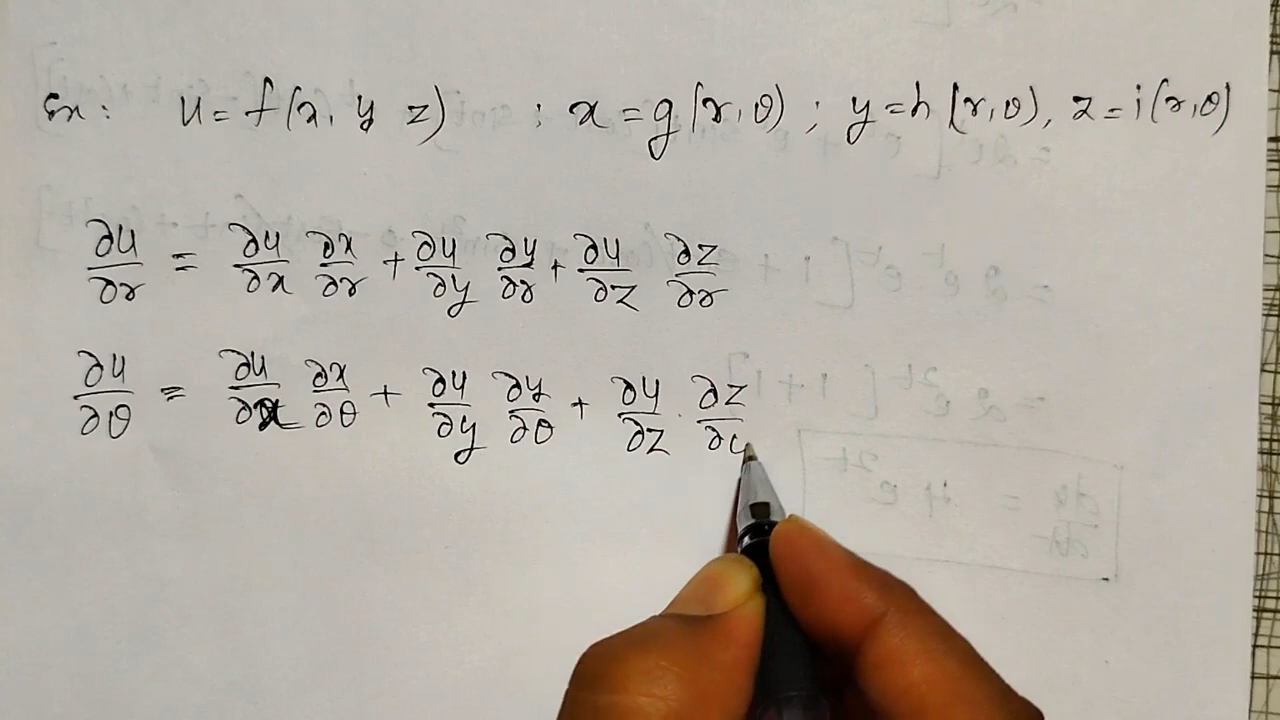 Ex: u = f(x, y z) ; x = g(r, θ) ; y = h (r, θ), z = i(r, θ)
∂u/∂r = ∂u/∂x ∂x/∂r + ∂u/∂y ∂y/∂r + ∂u/∂z ∂z/∂r
∂u/∂θ = ∂u/∂x ∂x/∂θ + ∂u/∂y ∂y/∂θ + ∂u/∂z . ∂z/∂